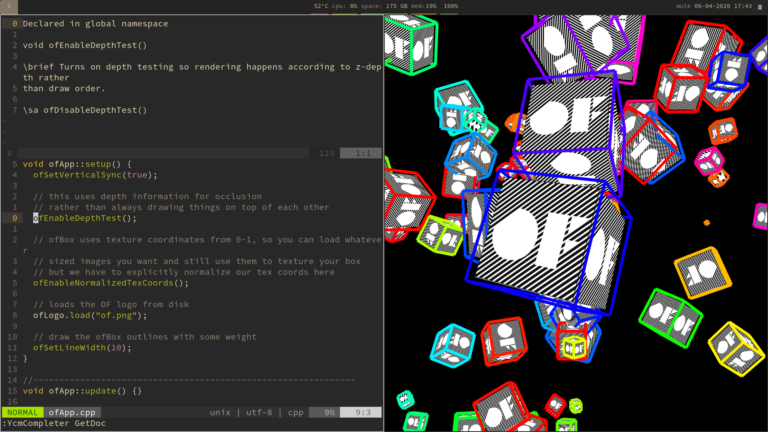 1
52°C cpu: 8% space: 175 GB mem:19% 100%
mute 06-04-2020 17:43
0 Declared in global namespace
1
2 void ofEnableDepthTest()
3
4 \brief Turns on depth testing so rendering happens according to z-dep
th rather
5 than draw order.
6
7 \sa ofDisableDepthTest()
-
-
6 12% 1:1
5 void ofApp::setup() {
4 ofSetVerticalSync(true);
3
2 // this uses depth information for occlusion
1 // rather than always drawing things on top of each other
0 ofEnableDepthTest();
1
2 // ofBox uses texture coordinates from 0-1, so you can load whateve
r
3 // sized images you want and still use them to texture your box
4 // but we have to explicitly normalize our tex coords here
5 ofEnableNormalizedTexCoords();
6
7 // loads the OF logo from disk
8 ofLogo.load("of.png");
9
10 // draw the ofBox outlines with some weight
11 ofSetLineWidth(10);
12 }
13
14 //--------------------------------------------------------
15 void ofApp::update() {}
16
NORMAL ofApp.cpp unix | utf-8 | cpp 9% 9:3
:YcmCompleter GetDoc
OF
OF
OF